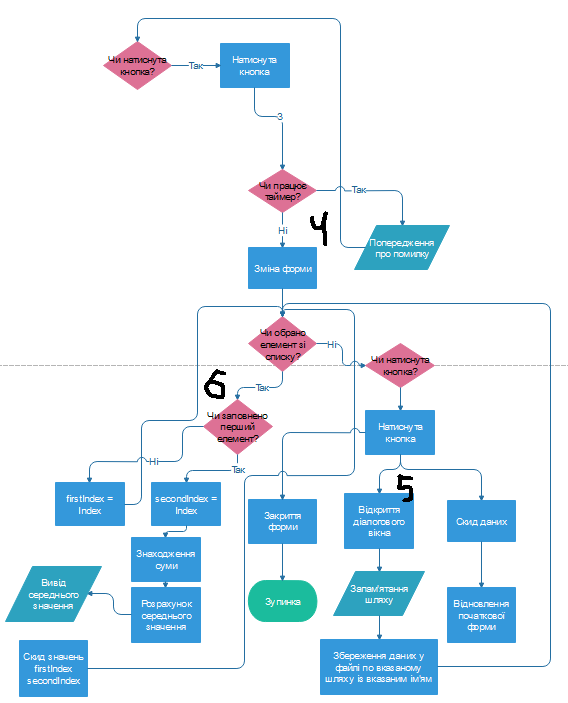 Чи натиснута
кнопка?
Так
Натиснута
кнопка
3
Чи працює
таймер?
Так
Ні
4
Попередження
про помилку
Зміна форми
Чи обрано
елемент зі
списку?
Ні
Чи натиснута
кнопка?
Так
6
Чи заповнено
перший
елемент?
Натиснута
кнопка
Ні
Так
5
firstIndex =
Index
secondIndex =
Index
Закриття
форми
Відкриття
діалогового
вікна
Скид даних
Знаходження
суми
Вивід
середнього
значення
Розрахунок
середнього
значення
Зупинка
Запам'ятання
шляху
Відновлення
початкової
форми
Скид значень
firstIndex
secondIndex
Збереження даних у
файлі по вказаному
шляху із вказаним ім'ям